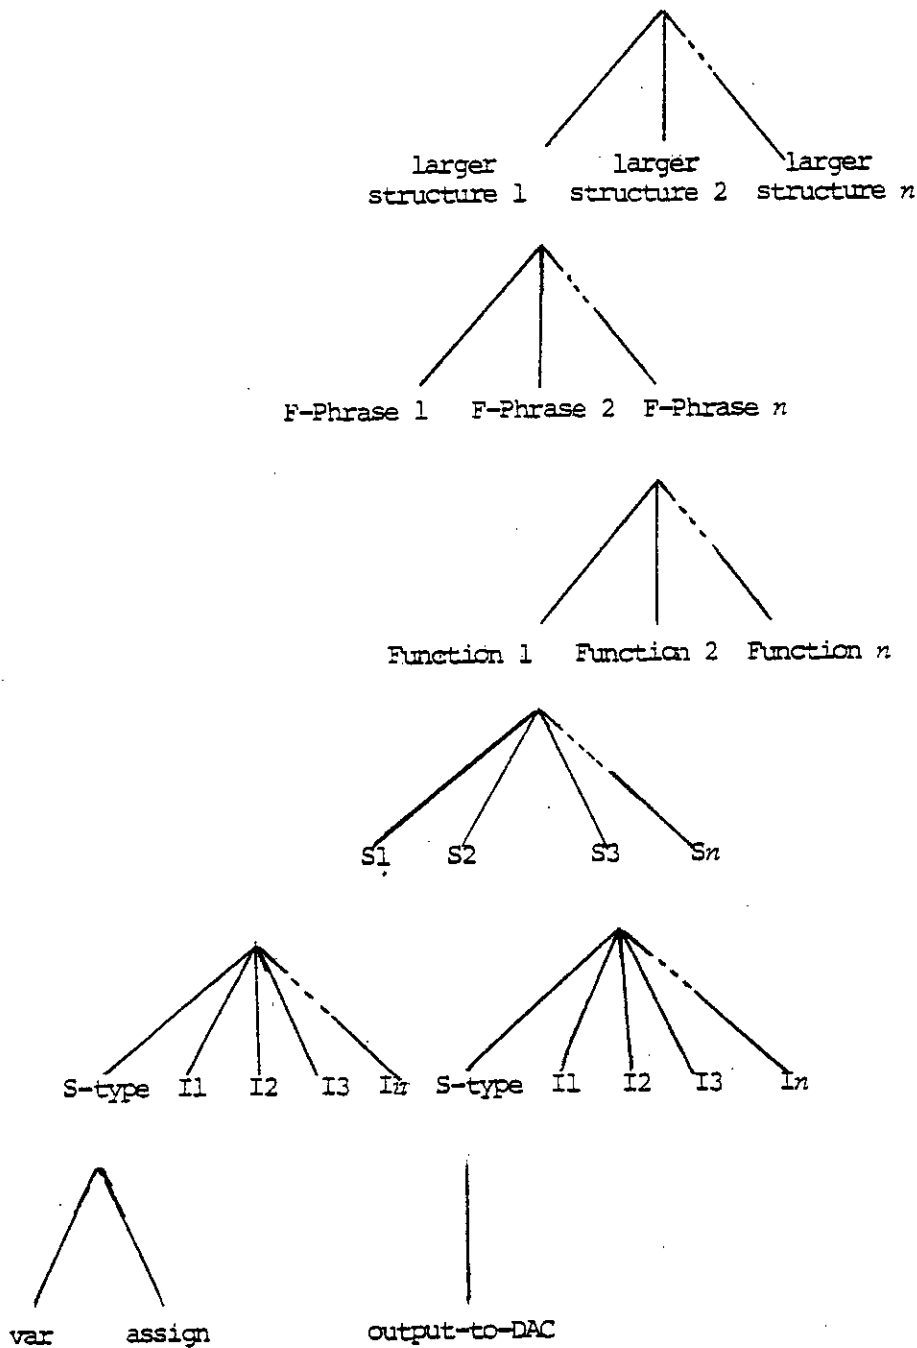 larger larger larger
structure 1 structure 2 structure n
F-Phrase 1 F-Phrase 2 F-Phrase n
Function 1 Function 2 Function n
S1 S2 S3 Sn
S-type I1 I2 I3 In S-type I1 I2 I3 In
var assign output-to-DAC